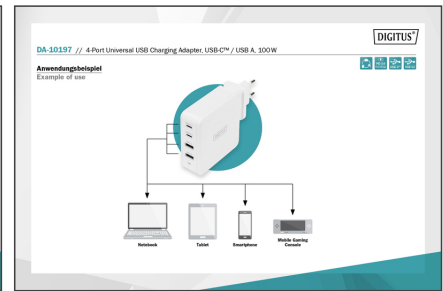 DIGITUS®
DA-10197 // 4-Port Universal USB Charging Adapter, USB-C™ / USB A, 100 W
Anwendungsbeispiel
Example of use
Notebook
Tablet
Smartphone
Mobile Gaming
Console